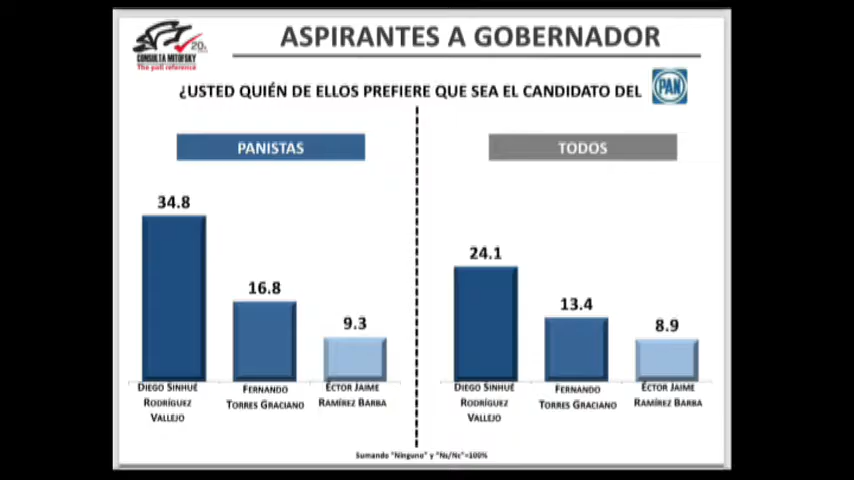 20
CONSULTA MITOFSKY
The poll reference
ASPIRANTES A GOBERNADOR
¿USTED QUIÉN DE ELLOS PREFIERE QUE SEA EL CANDIDATO DEL PAN
PANISTAS
34.8
16.8
9.3
DIEGO SINHUÉ
RODRÍGUEZ
VALLEJO
FERNANDO
TORRES GRACIANO
ÉCTOR JAIME
RAMÍREZ BARBA
TODOS
24.1
13.4
8.9
DIEGO SINHUÉ
RODRÍGUEZ
VALLEJO
FERNANDO
TORRES GRACIANO
ÉCTOR JAIME
RAMÍREZ BARBA
Sumando "Ninguno" y "Ns/Nc"=100%